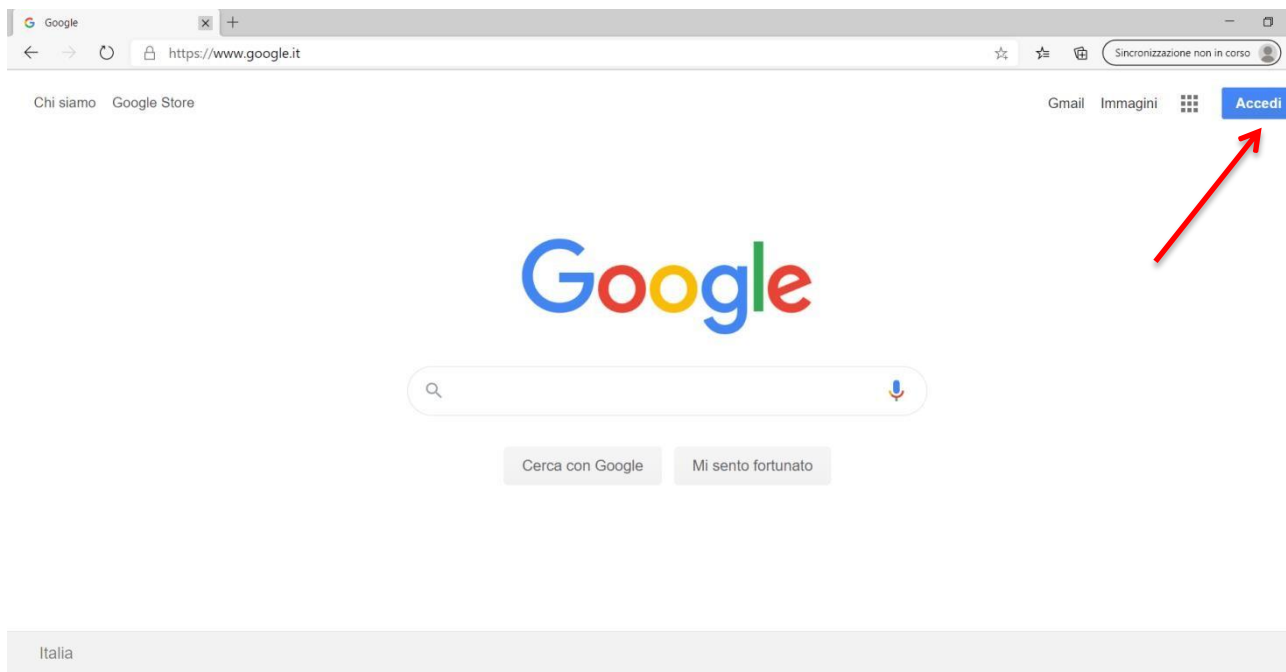 Google
https://www.google.it
Sincronizzazione non in corso
Chi siamo Google Store
Gmail Immagini Accedi
Google
Cerca con Google Mi sento fortunato
Italia